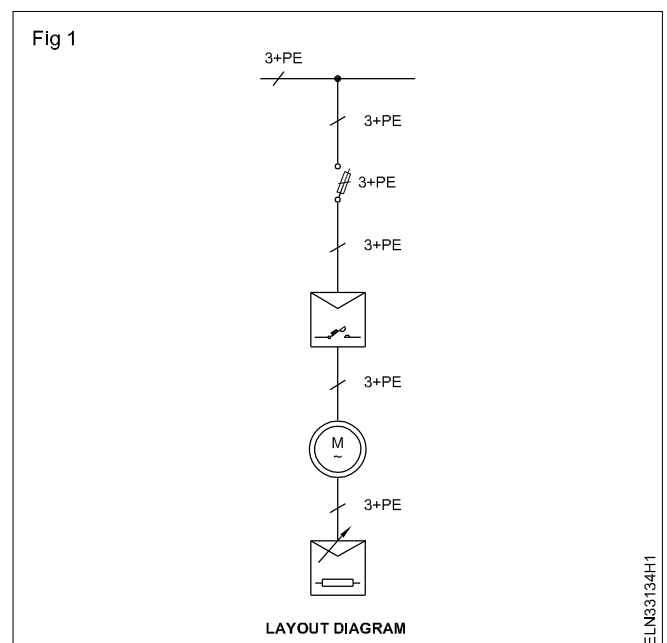 Fig 1
3+PE
3+PE
3+PE
3+PE
3+PE
M
~
3+PE
LAYOUT DIAGRAM
ELN33134H1